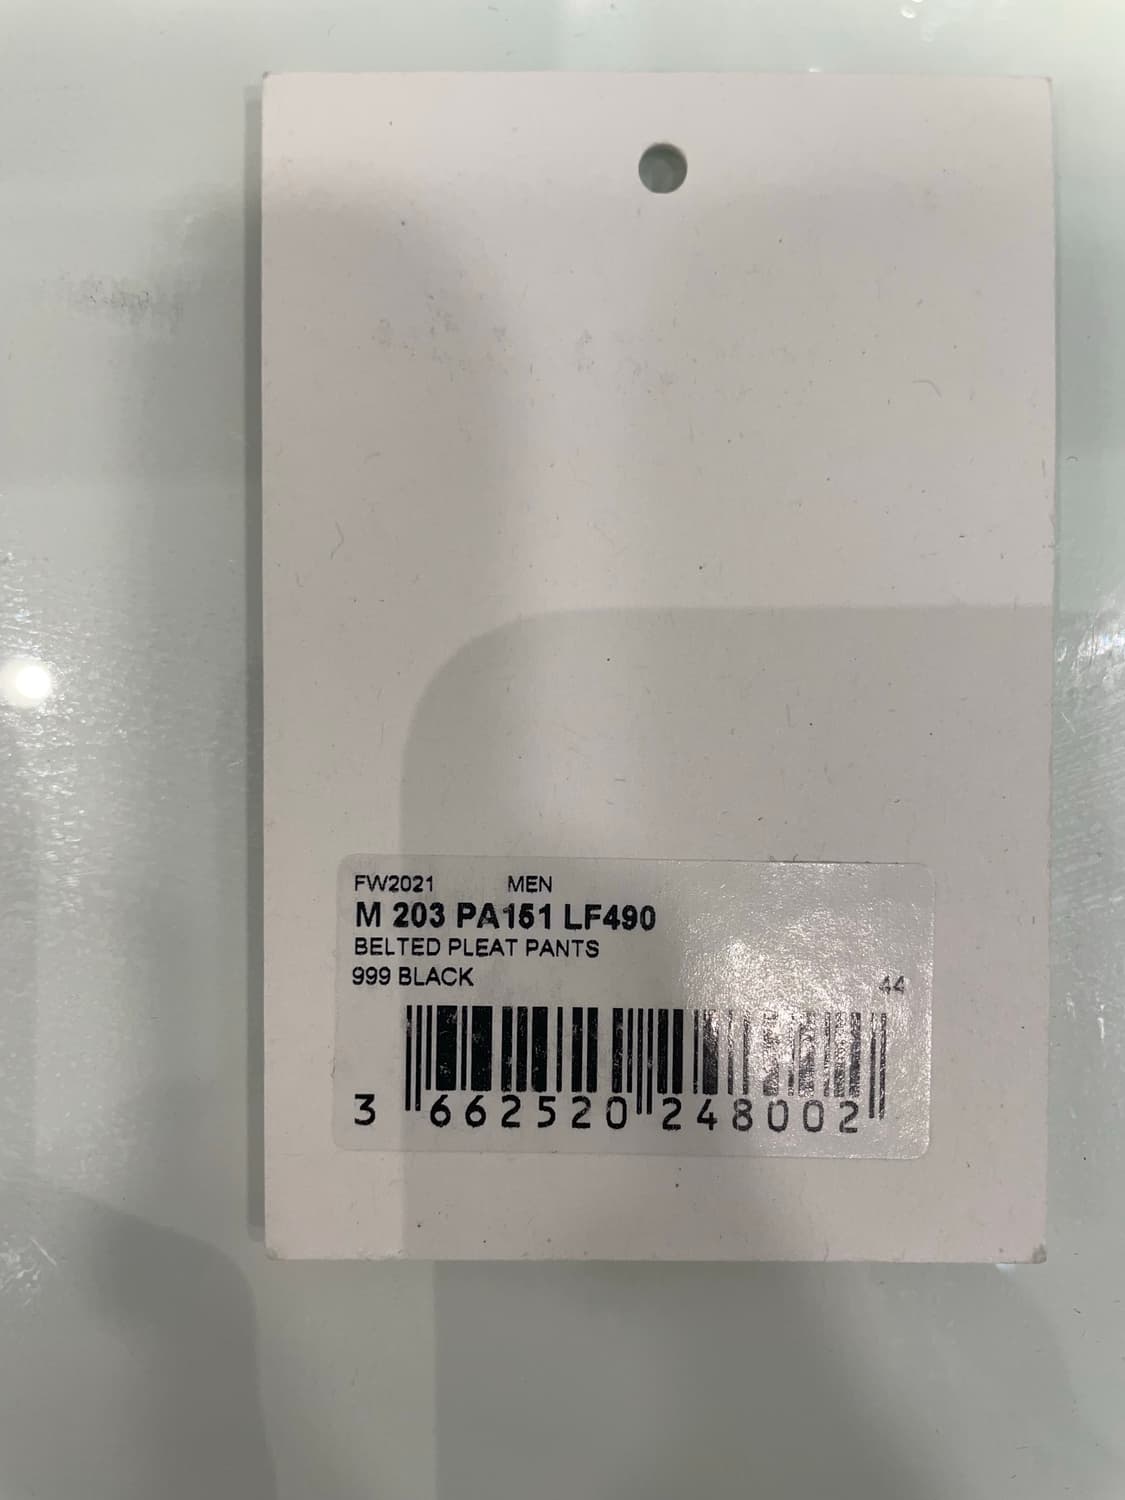 FW2021 MEN
M 203 PA151 LF490
BELTED PLEAT PANTS
999 BLACK 44
3 662520 248002